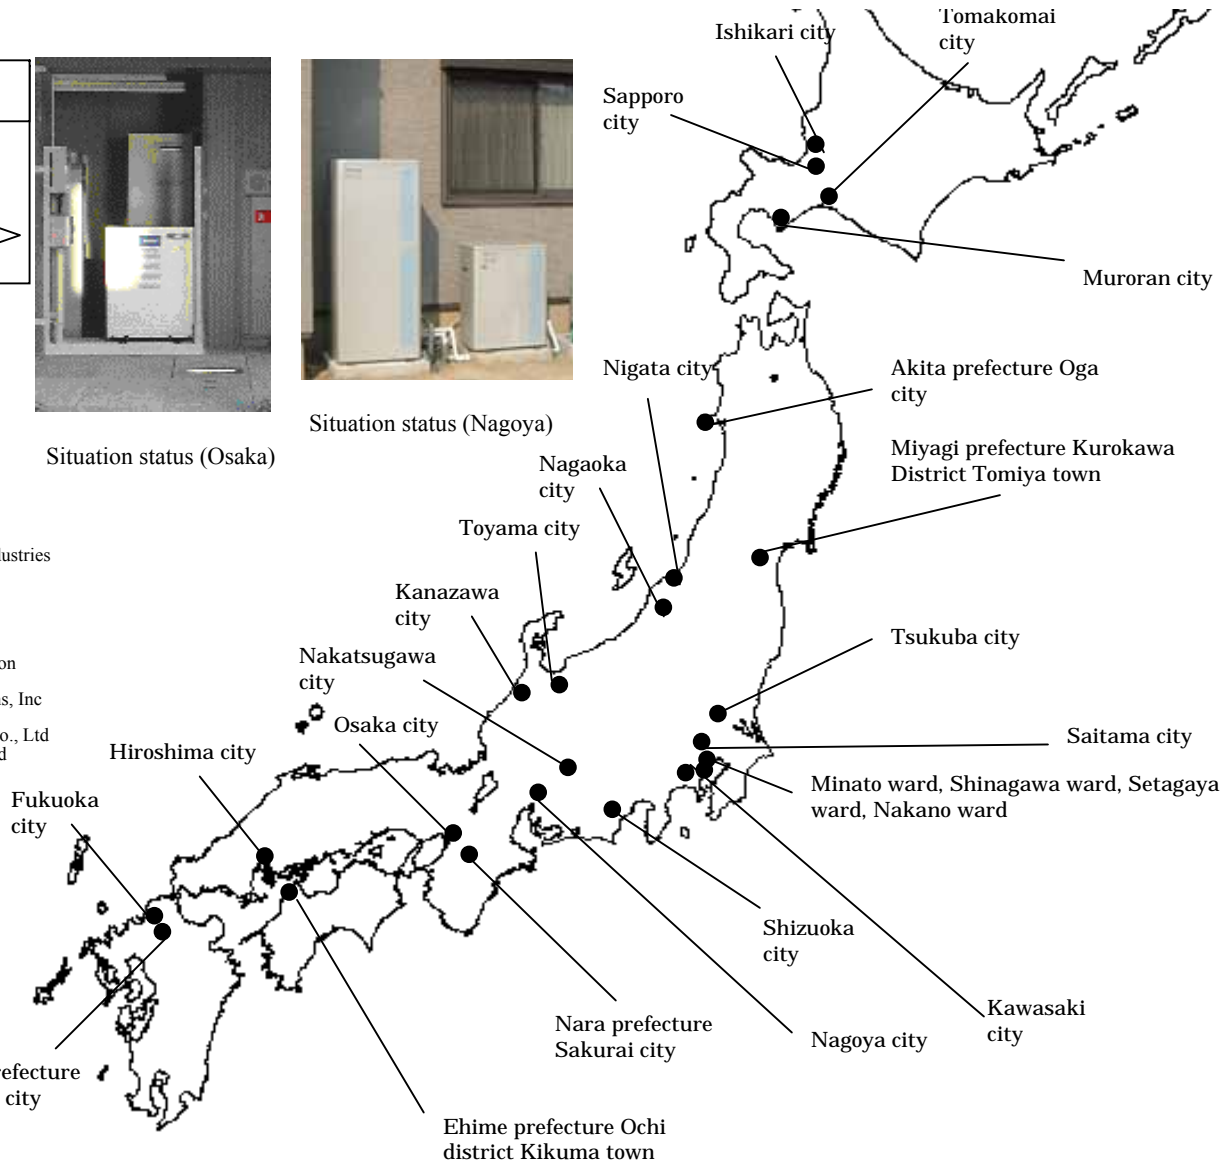 Ishikari city
Tomakomai
city
Sapporo
city
Muroran city
Nigata city
Akita prefecture Oga
city
Situation status (Nagoya)
Situation status (Osaka)
Miyagi prefecture Kurokawa
District Tomiya town
Nagaoka
city
Toyama city
Kanazawa
city
Nakatsugawa
city
Tsukuba city
Osaka city
Saitama city
Hiroshima city
Minato ward, Shinagawa ward, Setagaya
ward, Nakano ward
Fukuoka
city
Shizuoka
city
Kawasaki
city
Nara prefecture
Sakurai city
Nagoya city
city
Ehime prefecture Ochi
district Kikuma town
, Inc
o., Ltd